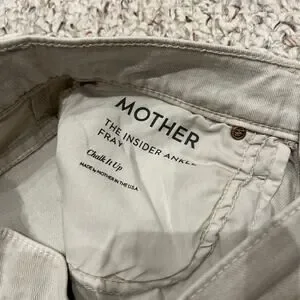 MOTHER
THE INSIDER ANKLE
FRAY
Chalk It Up
MADE by MOTHER IN THE USA